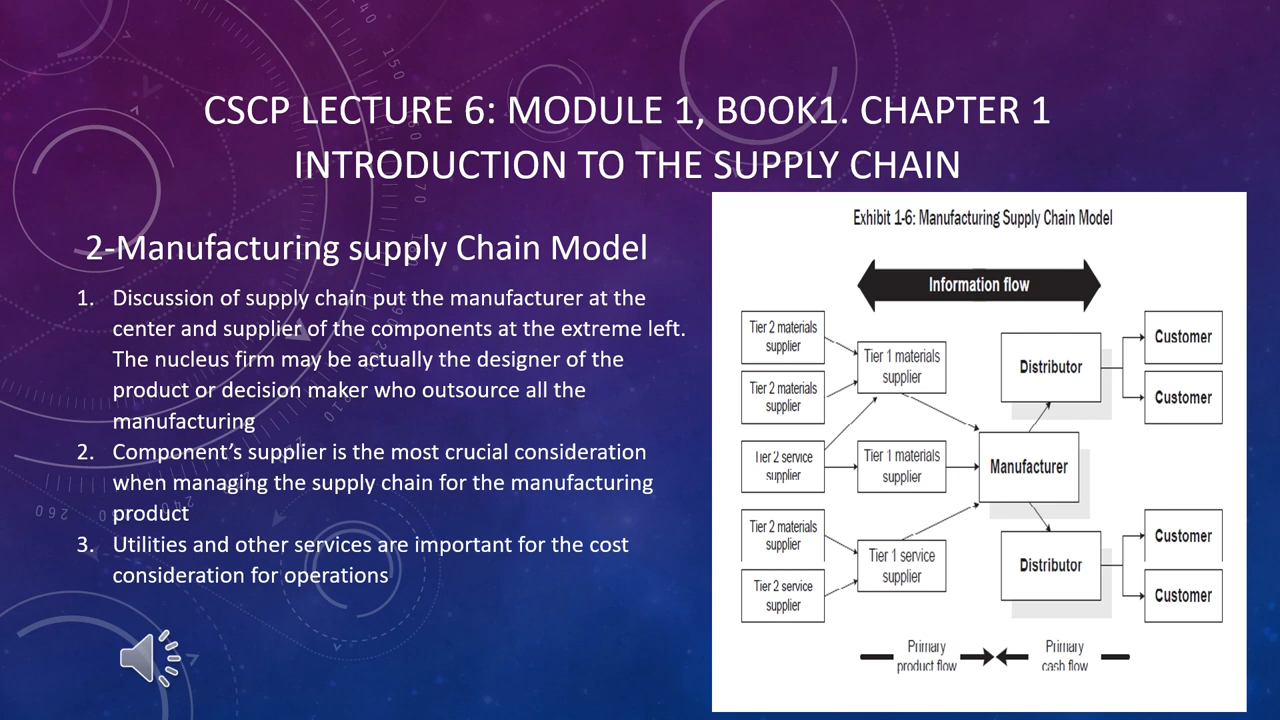 CSCP LECTURE 6: MODULE 1, BOOK1. CHAPTER 1
INTRODUCTION TO THE SUPPLY CHAIN
2-Manufacturing supply Chain Model
1. Discussion of supply chain put the manufacturer at the
center and supplier of the components at the extreme left.
The nucleus firm may be actually the designer of the
product or decision maker who outsource all the
manufacturing
2. Component's supplier is the most crucial consideration
when managing the supply chain for the manufacturing
product
3. Utilities and other services are important for the cost
consideration for operations
Exhibit 1-6: Manufacturing Supply Chain Model
Information flow
Tier 2 materials
supplier
Tier 2 materials
supplier
Tier 2 service
supplier
Tier 2 materials
supplier
Tier 2 service
supplier
Tier 1 materials
supplier
Tier 1 materials
supplier
Tier 1 service
supplier
Manufacturer
Distributor
Distributor
Customer
Customer
Customer
Customer
Primary
product flow
Primary
cash flow
140
150
170
210
240
260